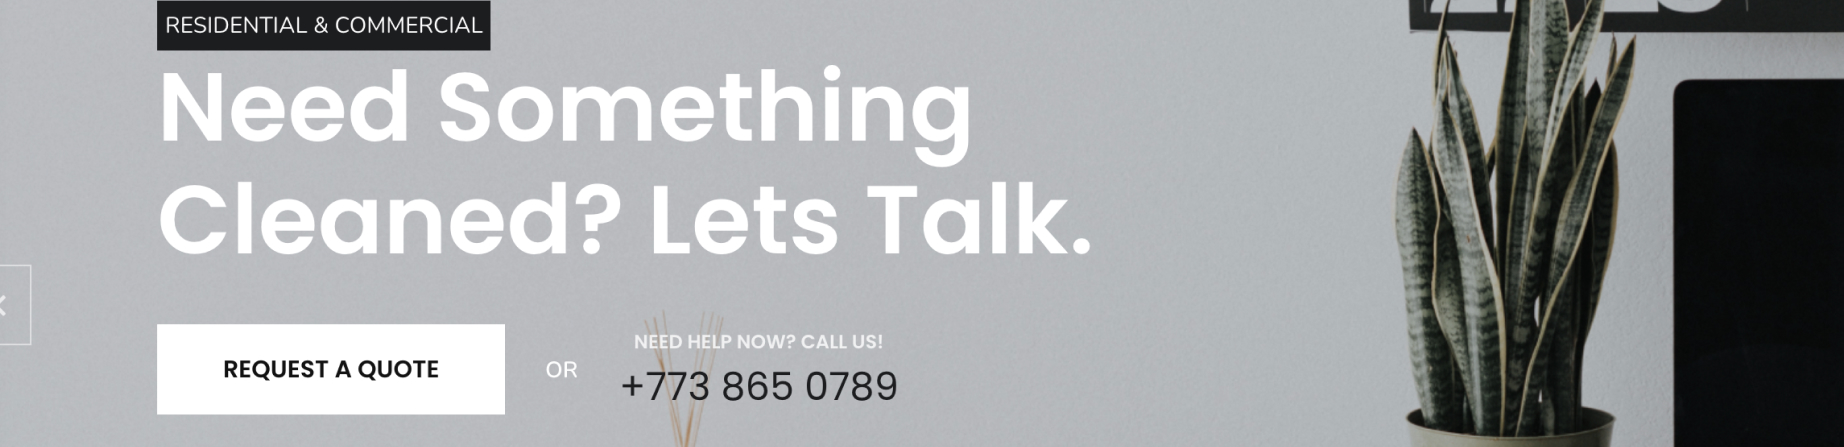 RESIDENTIAL & COMMERCIAL
Need Something
Cleaned? Lets Talk.
REQUEST A QUOTE
OR
NEED HELP NOW? CALL US!
+773 865 0789